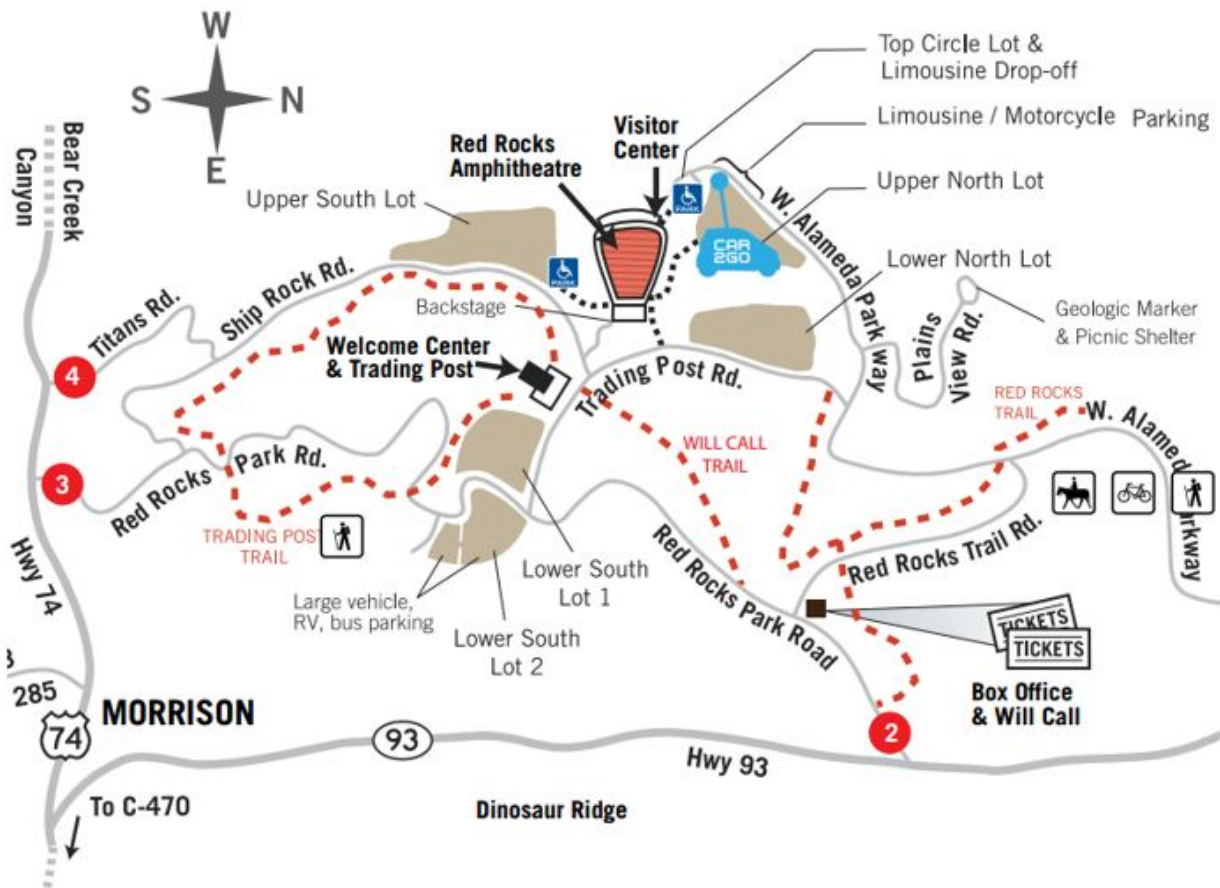 W
S
N
E
Top Circle Lot &
Limousine Drop-off
Limousine / Motorcycle Parking
Upper North Lot
Visitor
Center
Red Rocks
Amphitheatre
Upper South Lot
Bear Creek
Canyon
PARK
CAR
2GO
PARK
W. Alameda Park way
Lower North Lot
Geologic Marker
& Picnic Shelter
Plains
View Rd.
Titans Rd.
Ship Rock Rd.
Backstage
Welcome Center
& Trading Post
Trading Post Rd.
4
RED ROCKS
TRAIL
W. Alameda Parkway
WILL CALL
TRAIL
3
Red Rocks Park Rd.
TRADING POST
TRAIL
Hwy 74
Red Rocks Trail Rd.
Lower South
Lot 1
Large vehicle,
RV, bus parking
Lower South
Lot 2
Red Rocks Park Road
TICKETS
TICKETS
Box Office
& Will Call
285
MORRISON
74
93
2
Hwy 93
To C-470
Dinosaur Ridge